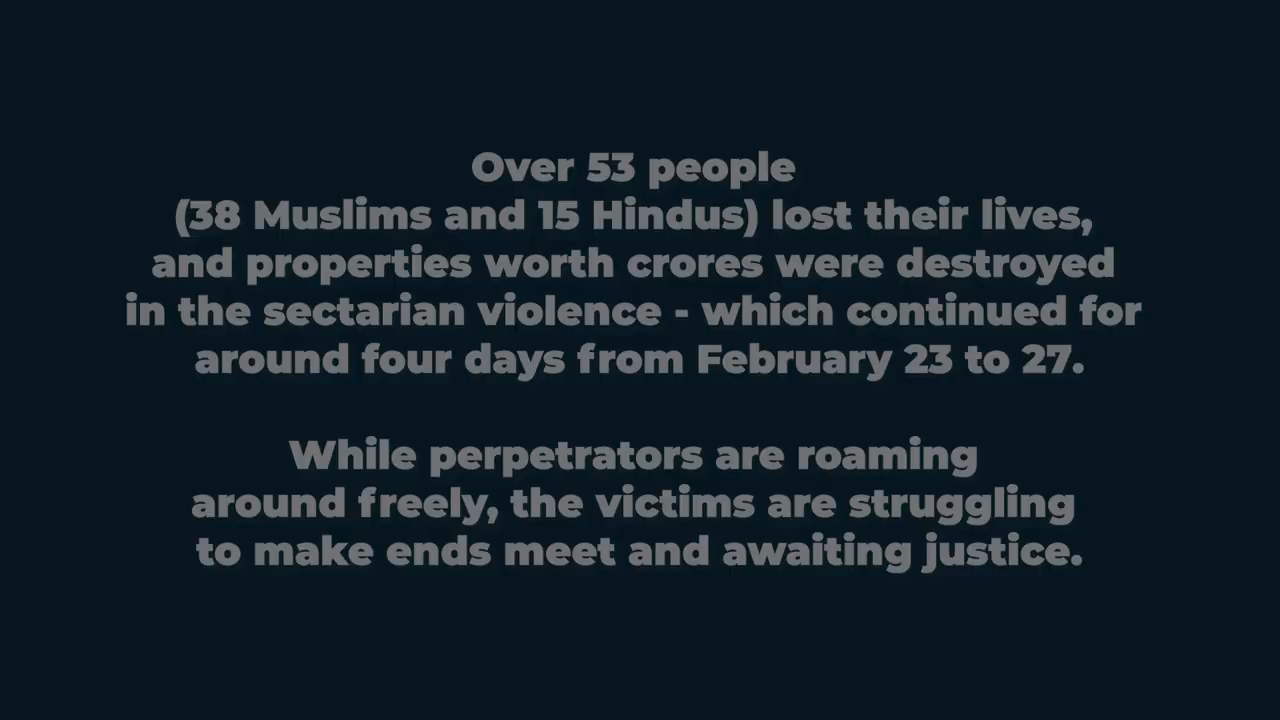 Over 53 people
(38 Muslims and 15 Hindus) lost their lives,
and properties worth crores were destroyed
in the sectarian violence - which continued for
around four days from February 23 to 27.
While perpetrators are roaming
around freely, the victims are struggling
to make ends meet and awaiting justice.